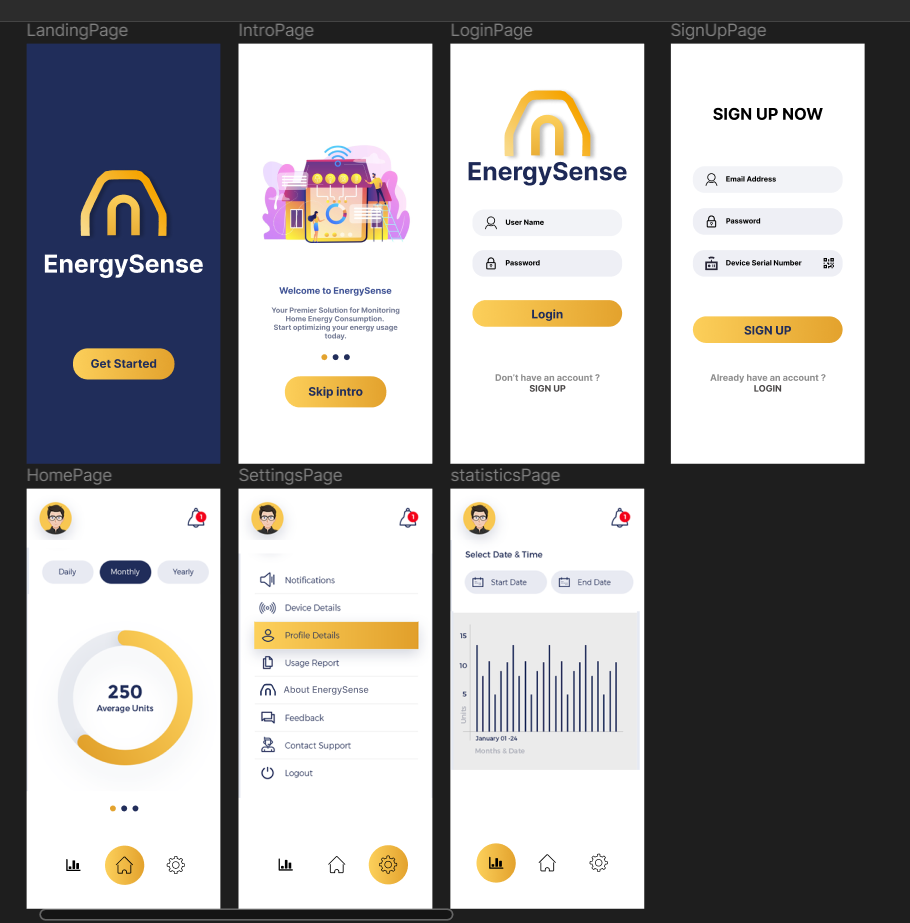 LandingPage
IntroPage
LoginPage
SignUpPage
EnergySense
Get Started
Welcome to EnergySense
Your Premier Solution for Monitoring
Home Energy Consumption.
Start optimizing your energy usage
today.
Skip intro
EnergySense
User Name
Password
Login
Don't have an account ?
SIGN UP
SIGN UP NOW
Email Address
Password
Device Serial Number
SIGN UP
Already have an account ?
LOGIN
HomePage
SettingsPage
statisticsPage
1
Daily
Monthly
Yearly
250
Average Units
1
Notifications
Device Details
Profile Details
Usage Report
About EnergySense
Feedback
Contact Support
Logout
1
Select Date & Time
Start Date
End Date
15
10
5
Units
January 01 -24
Months & Date